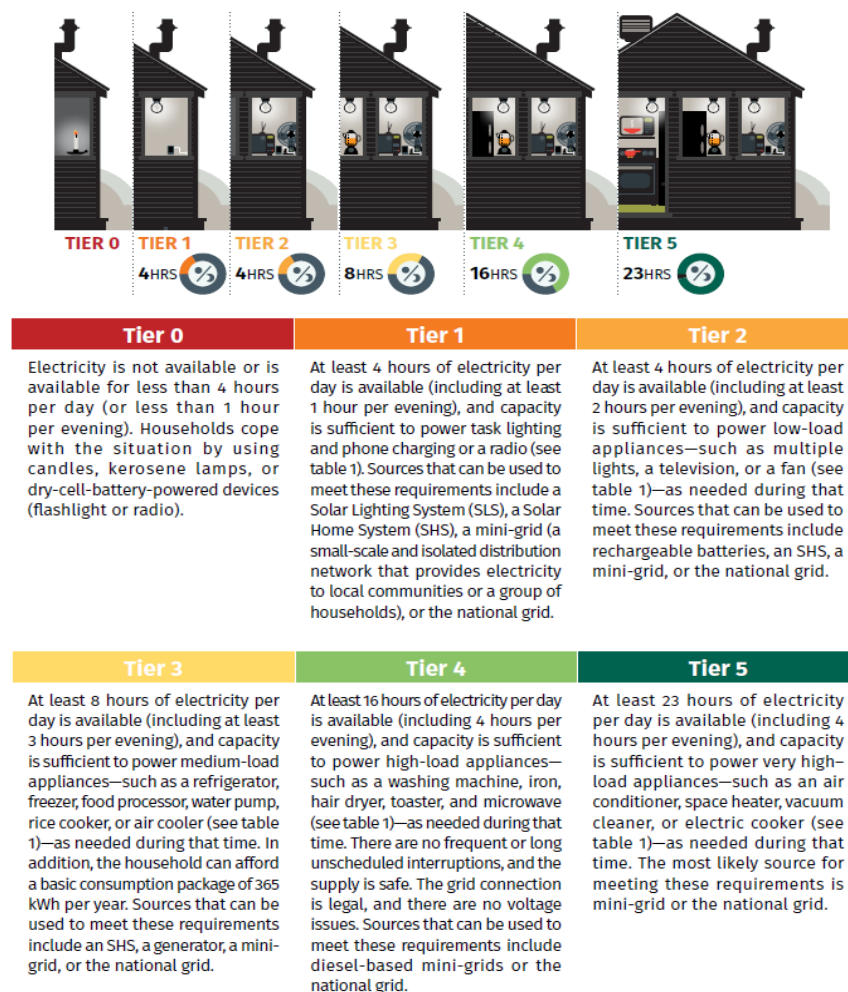 TIER 0
TIER 1
4HRS
TIER 2
4HRS
TIER 3
8HRS
TIER 4
16HRS
TIER 5
23HRS
Tier 0
Electricity is not available or is
available for less than 4 hours
per day (or less than 1 hour
per evening). Households cope
with the situation by using
candles, kerosene lamps, or
dry-cell-battery-powered devices
(flashlight or radio).
Tier 1
At least 4 hours of electricity per
day is available (including at least
1 hour per evening), and capacity
is sufficient to power task lighting
and phone charging or a radio (see
table 1). Sources that can be used to
meet these requirements include a
Solar Lighting System (SLS), a Solar
Home System (SHS), a mini-grid (a
small-scale and isolated distribution
network that provides electricity
to local communities or a group of
households), or the national grid.
Tier 2
At least 4 hours of electricity per
day is available (including at least
2 hours per evening), and capacity
is sufficient to power low-load
appliances—such as multiple
lights, a television, or a fan (see
table 1)—as needed during that
time. Sources that can be used to
meet these requirements include
rechargeable batteries, an SHS, a
mini-grid, or the national grid.
Tier 3
At least 8 hours of electricity per
day is available (including at least
3 hours per evening), and capacity
is sufficient to power medium-load
appliances—such as a refrigerator,
freezer, food processor, water pump,
rice cooker, or air cooler (see table
1)—as needed during that time. In
addition, the household can afford
a basic consumption package of 365
kWh per year. Sources that can be
used to meet these requirements
include an SHS, a generator, a mini-
grid, or the national grid.
Tier 4
At least 16 hours of electricity per day
is available (including 4 hours per
evening), and capacity is sufficient
to power high-load appliances—
such as a washing machine, iron,
hair dryer, toaster, and microwave
(see table 1)—as needed during that
time. There are no frequent or long
unscheduled interruptions, and the
supply is safe. The grid connection
is legal, and there are no voltage
issues. Sources that can be used to
meet these requirements include
diesel-based mini-grids or the
national grid.
Tier 5
At least 23 hours of electricity
per day is available (including 4
hours per evening), and capacity
is sufficient to power very high-
load appliances—such as an air
conditioner, space heater, vacuum
cleaner, or electric cooker (see
table 1)—as needed during that
time. The most likely source for
meeting these requirements is
mini-grid or the national grid.